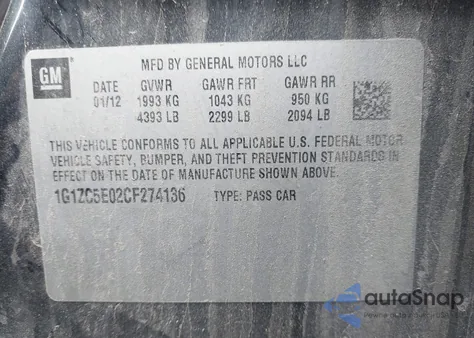 GM
MFD BY GENERAL MOTORS LLC
DATE GVWR GAWR FRT GAWR RR
01/12 1993 KG 1043 KG 950 KG
4393 LB 2299 LB 2094 LB
THIS VEHICLE CONFORMS TO ALL APPLICABLE U.S. FEDERAL MOTOR
VEHICLE SAFETY, BUMPER, AND THEFT PREVENTION STANDARDS IN
EFFECT ON THE DATE OF MANUFACTURE SHOWN ABOVE.
1G1ZC5E02CF274136 TYPE: PASS CAR
autoSnap